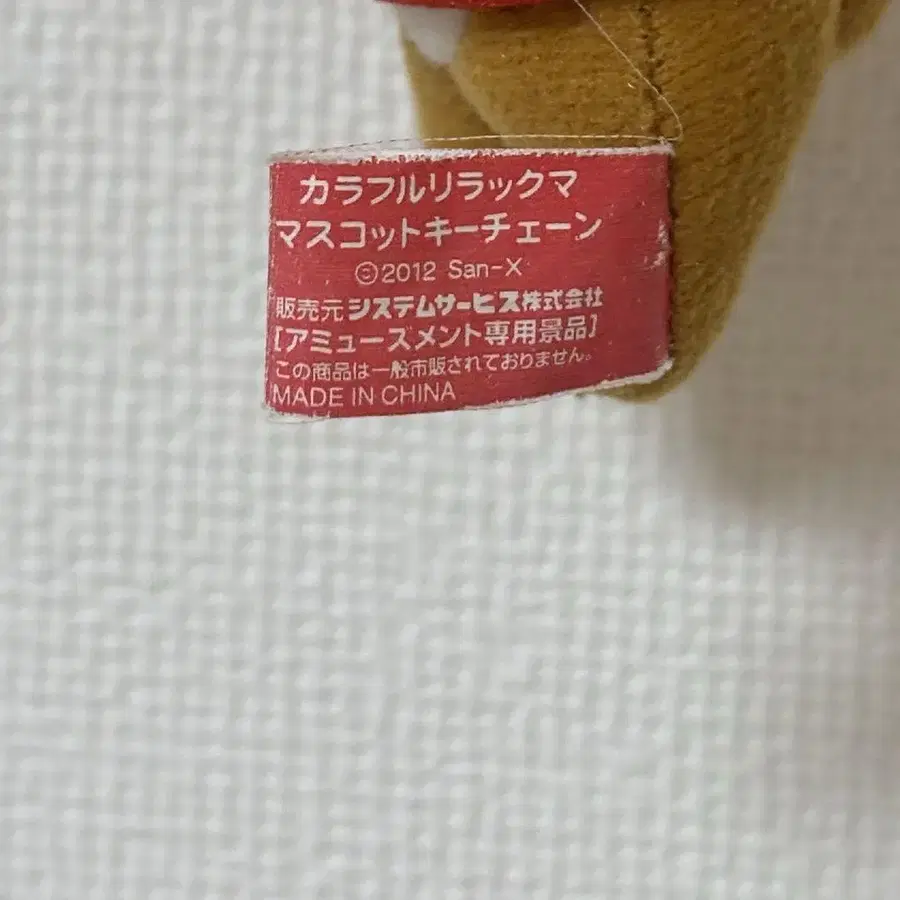 カラフルリラックマ
マスコットキーチェーン
©2012 San-X
販売元システムサービス株式会社
[アミューズメント専用景品]
この商品は一般市販されておりません。
MADE IN CHINA